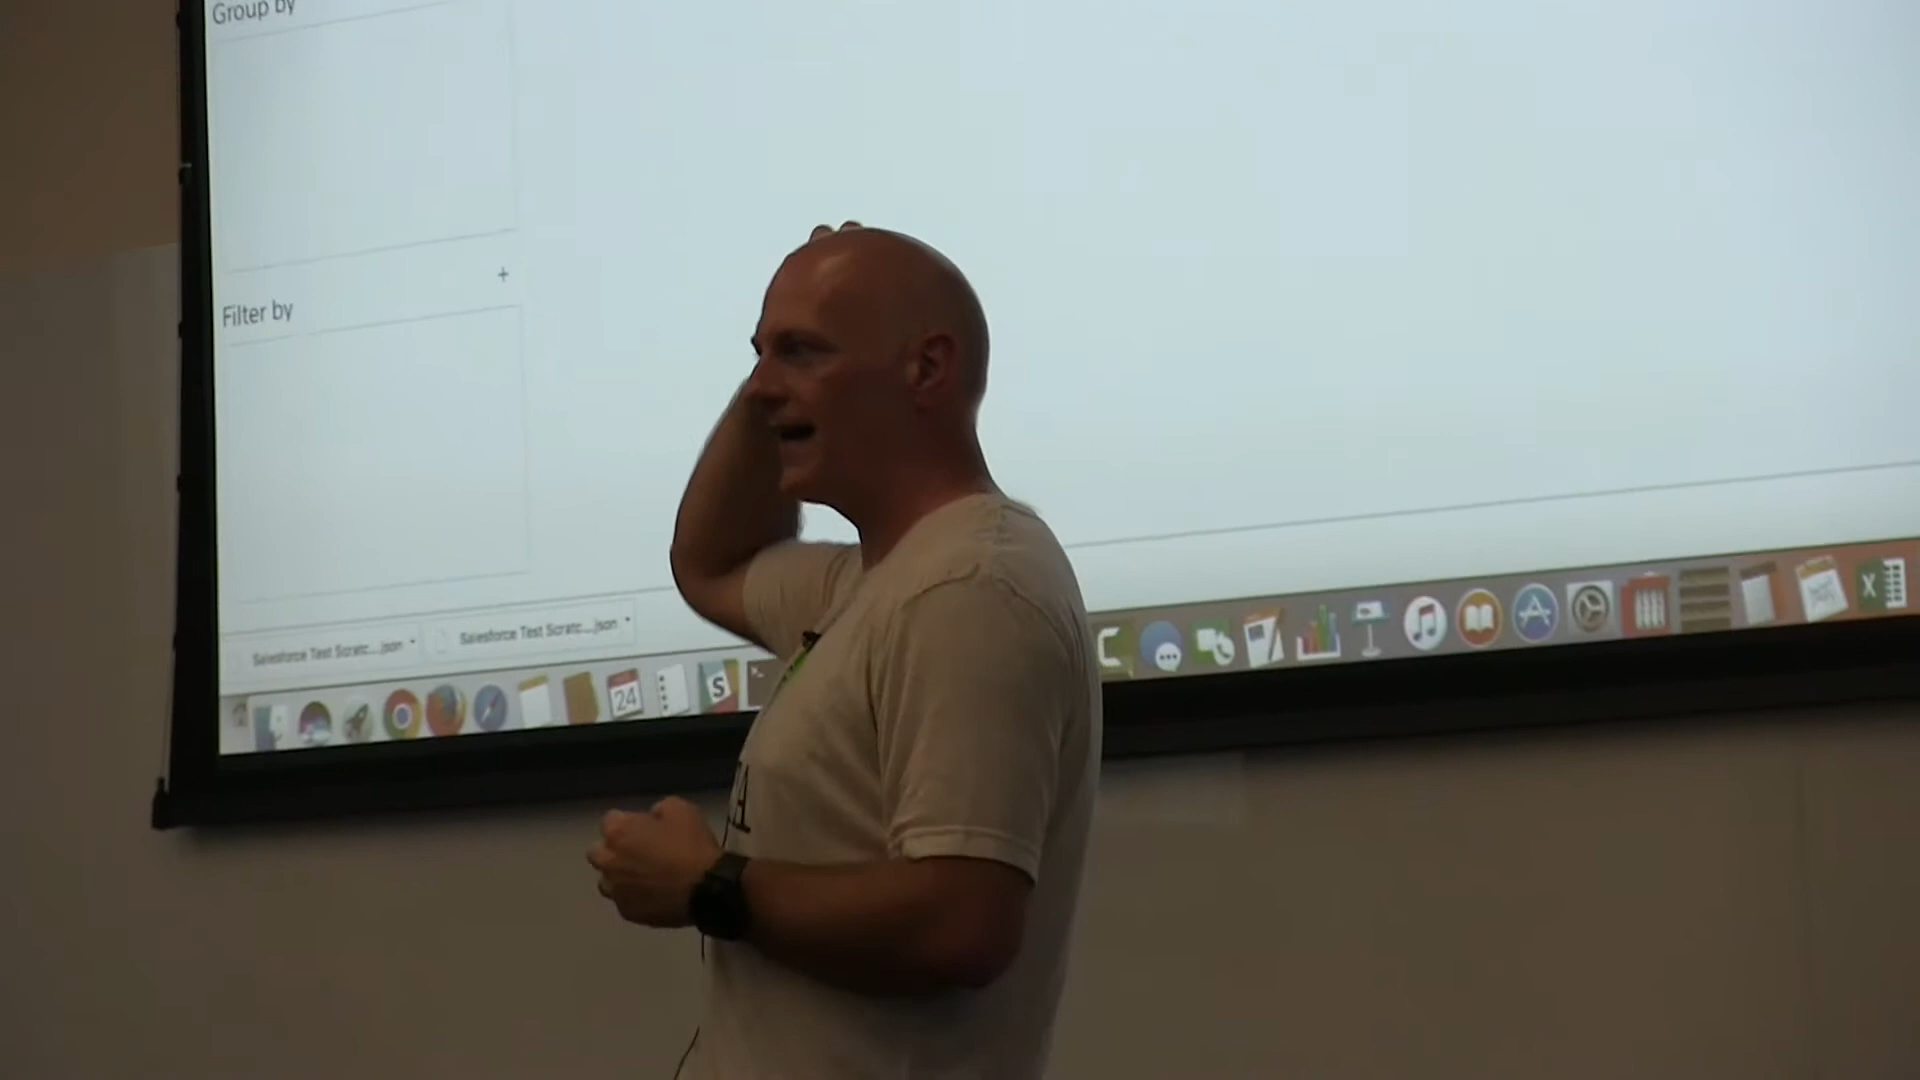 Group by
+
Filter by
Salesforce Test Scratc...json
Salesforce Test Scratc...json
24
S
X